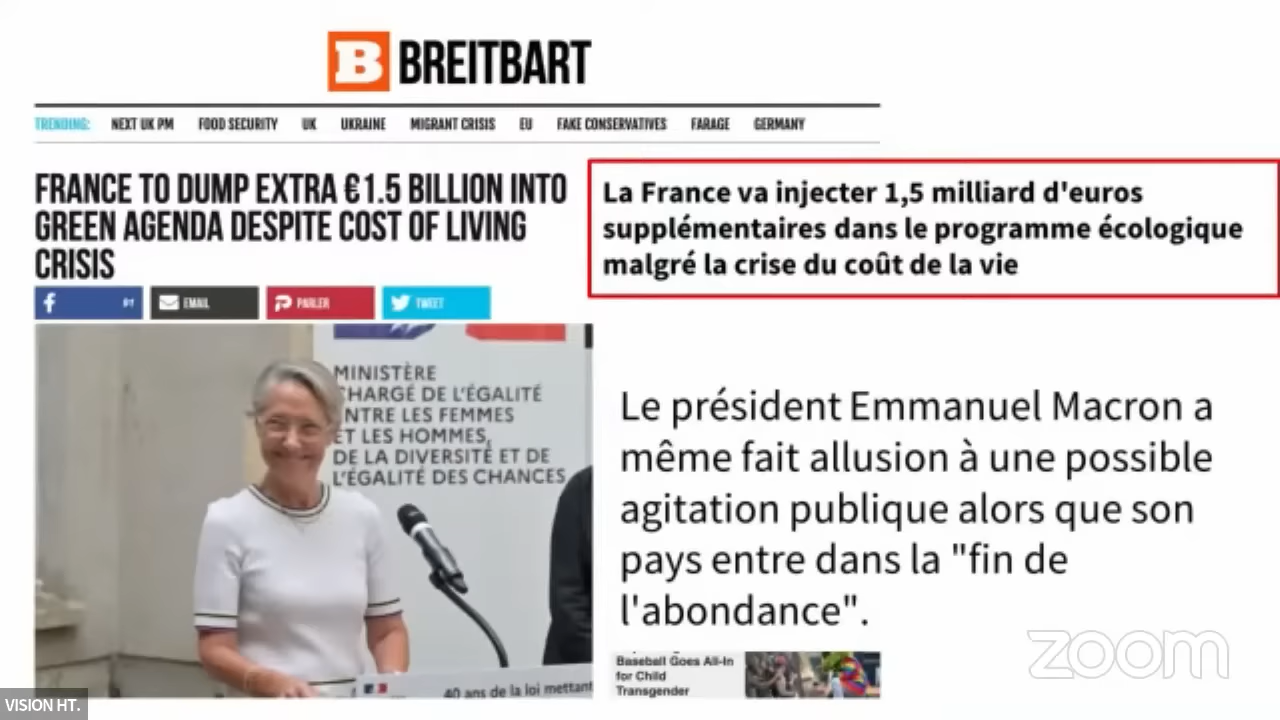 B BREITBART
TRENDING: NEXT UK PM FOOD SECURITY UK UKRAINE MIGRANT CRISIS EU FAKE CONSERVATIVES FARAGE GERMANY
FRANCE TO DUMP EXTRA €1.5 BILLION INTO
GREEN AGENDA DESPITE COST OF LIVING
CRISIS
La France va injecter 1,5 milliard d'euros
supplémentaires dans le programme écologique
malgré la crise du coût de la vie
EMAIL PARLER TWEET
MINISTÈRE
CHARGÉ DE L'ÉGALITÉ
ENTRE LES FEMMES
ET LES HOMMES,
DE LA DIVERSITÉ ET DE
L'ÉGALITÉ DES CHANCES
40 ans de la loi mettant
Le président Emmanuel Macron a
même fait allusion à une possible
agitation publique alors que son
pays entre dans la "fin de
l'abondance".
Baseball Goes All-In
for Child
Transgender
zoom
VISION HT.